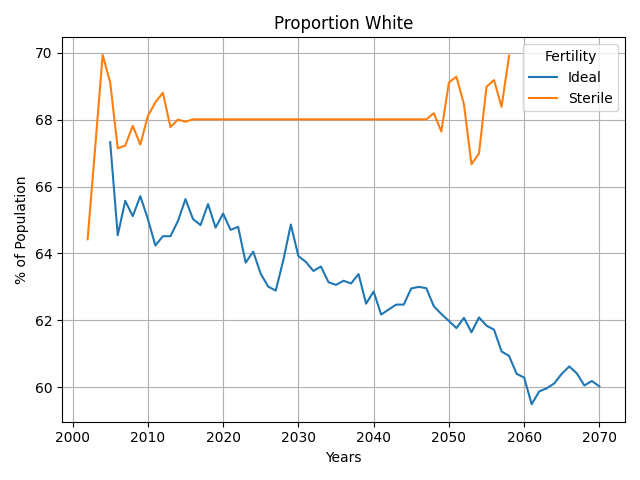 Proportion White
% of Population
70
68
66
64
62
60
Fertility
Ideal
Sterile
2000 2010 2020 2030 2040 2050 2060 2070
Years